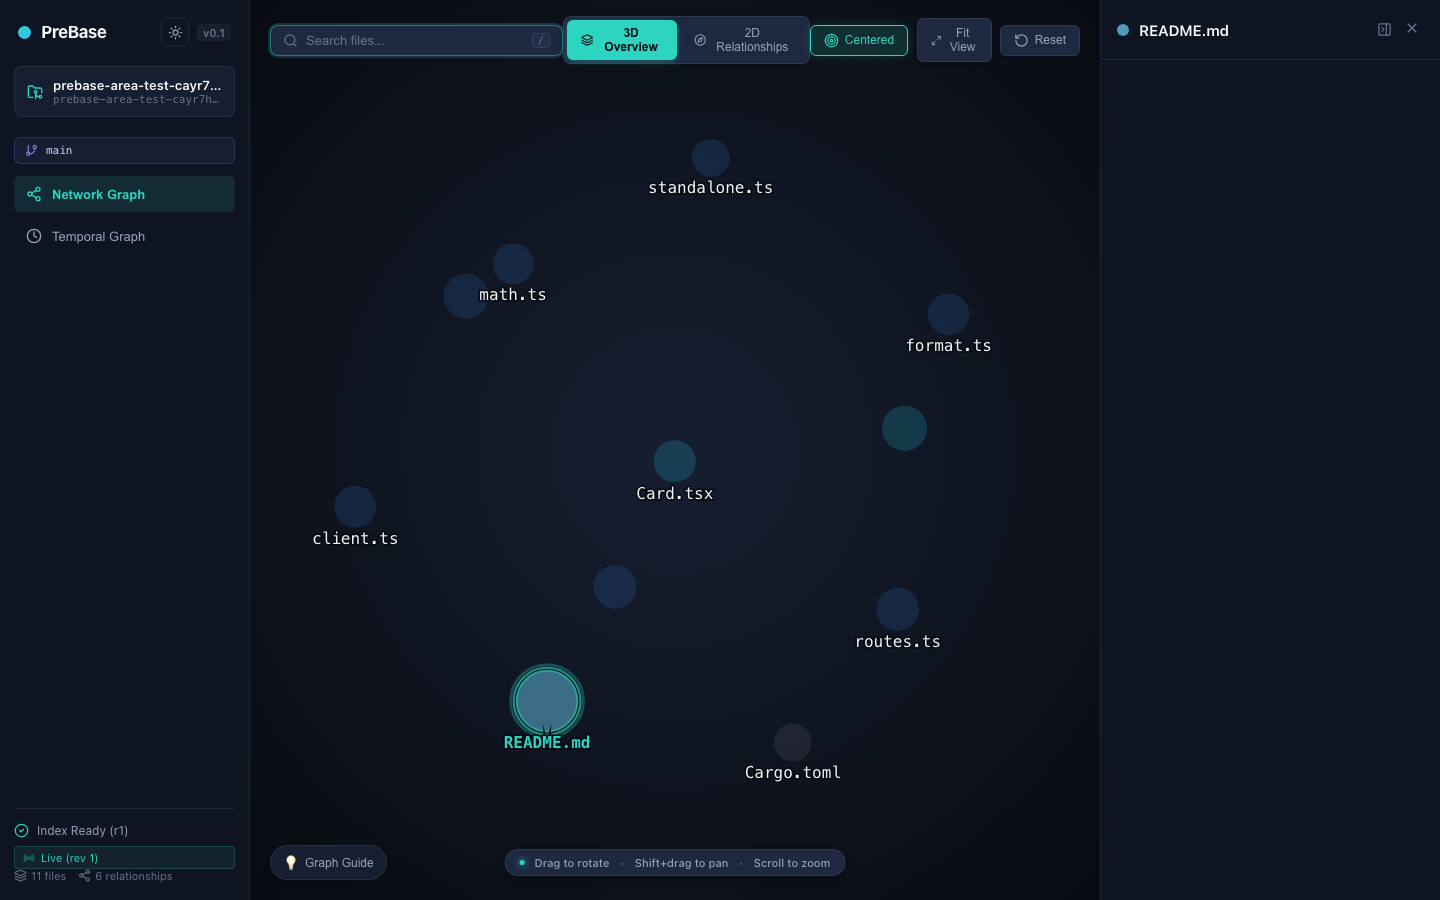 PreBase
v0.1
prebase-area-test-cayr7...
prebase-area-test-cayr7h...
main
Network Graph
Temporal Graph
Index Ready (r1)
Live (rev 1)
11 files
6 relationships
Search files...
/
3D
Overview
2D
Relationships
Centered
Fit
View
Reset
standalone.ts
math.ts
format.ts
Card.tsx
client.ts
routes.ts
README.md
Cargo.toml
Graph Guide
Drag to rotate · Shift+drag to pan · Scroll to zoom
README.md